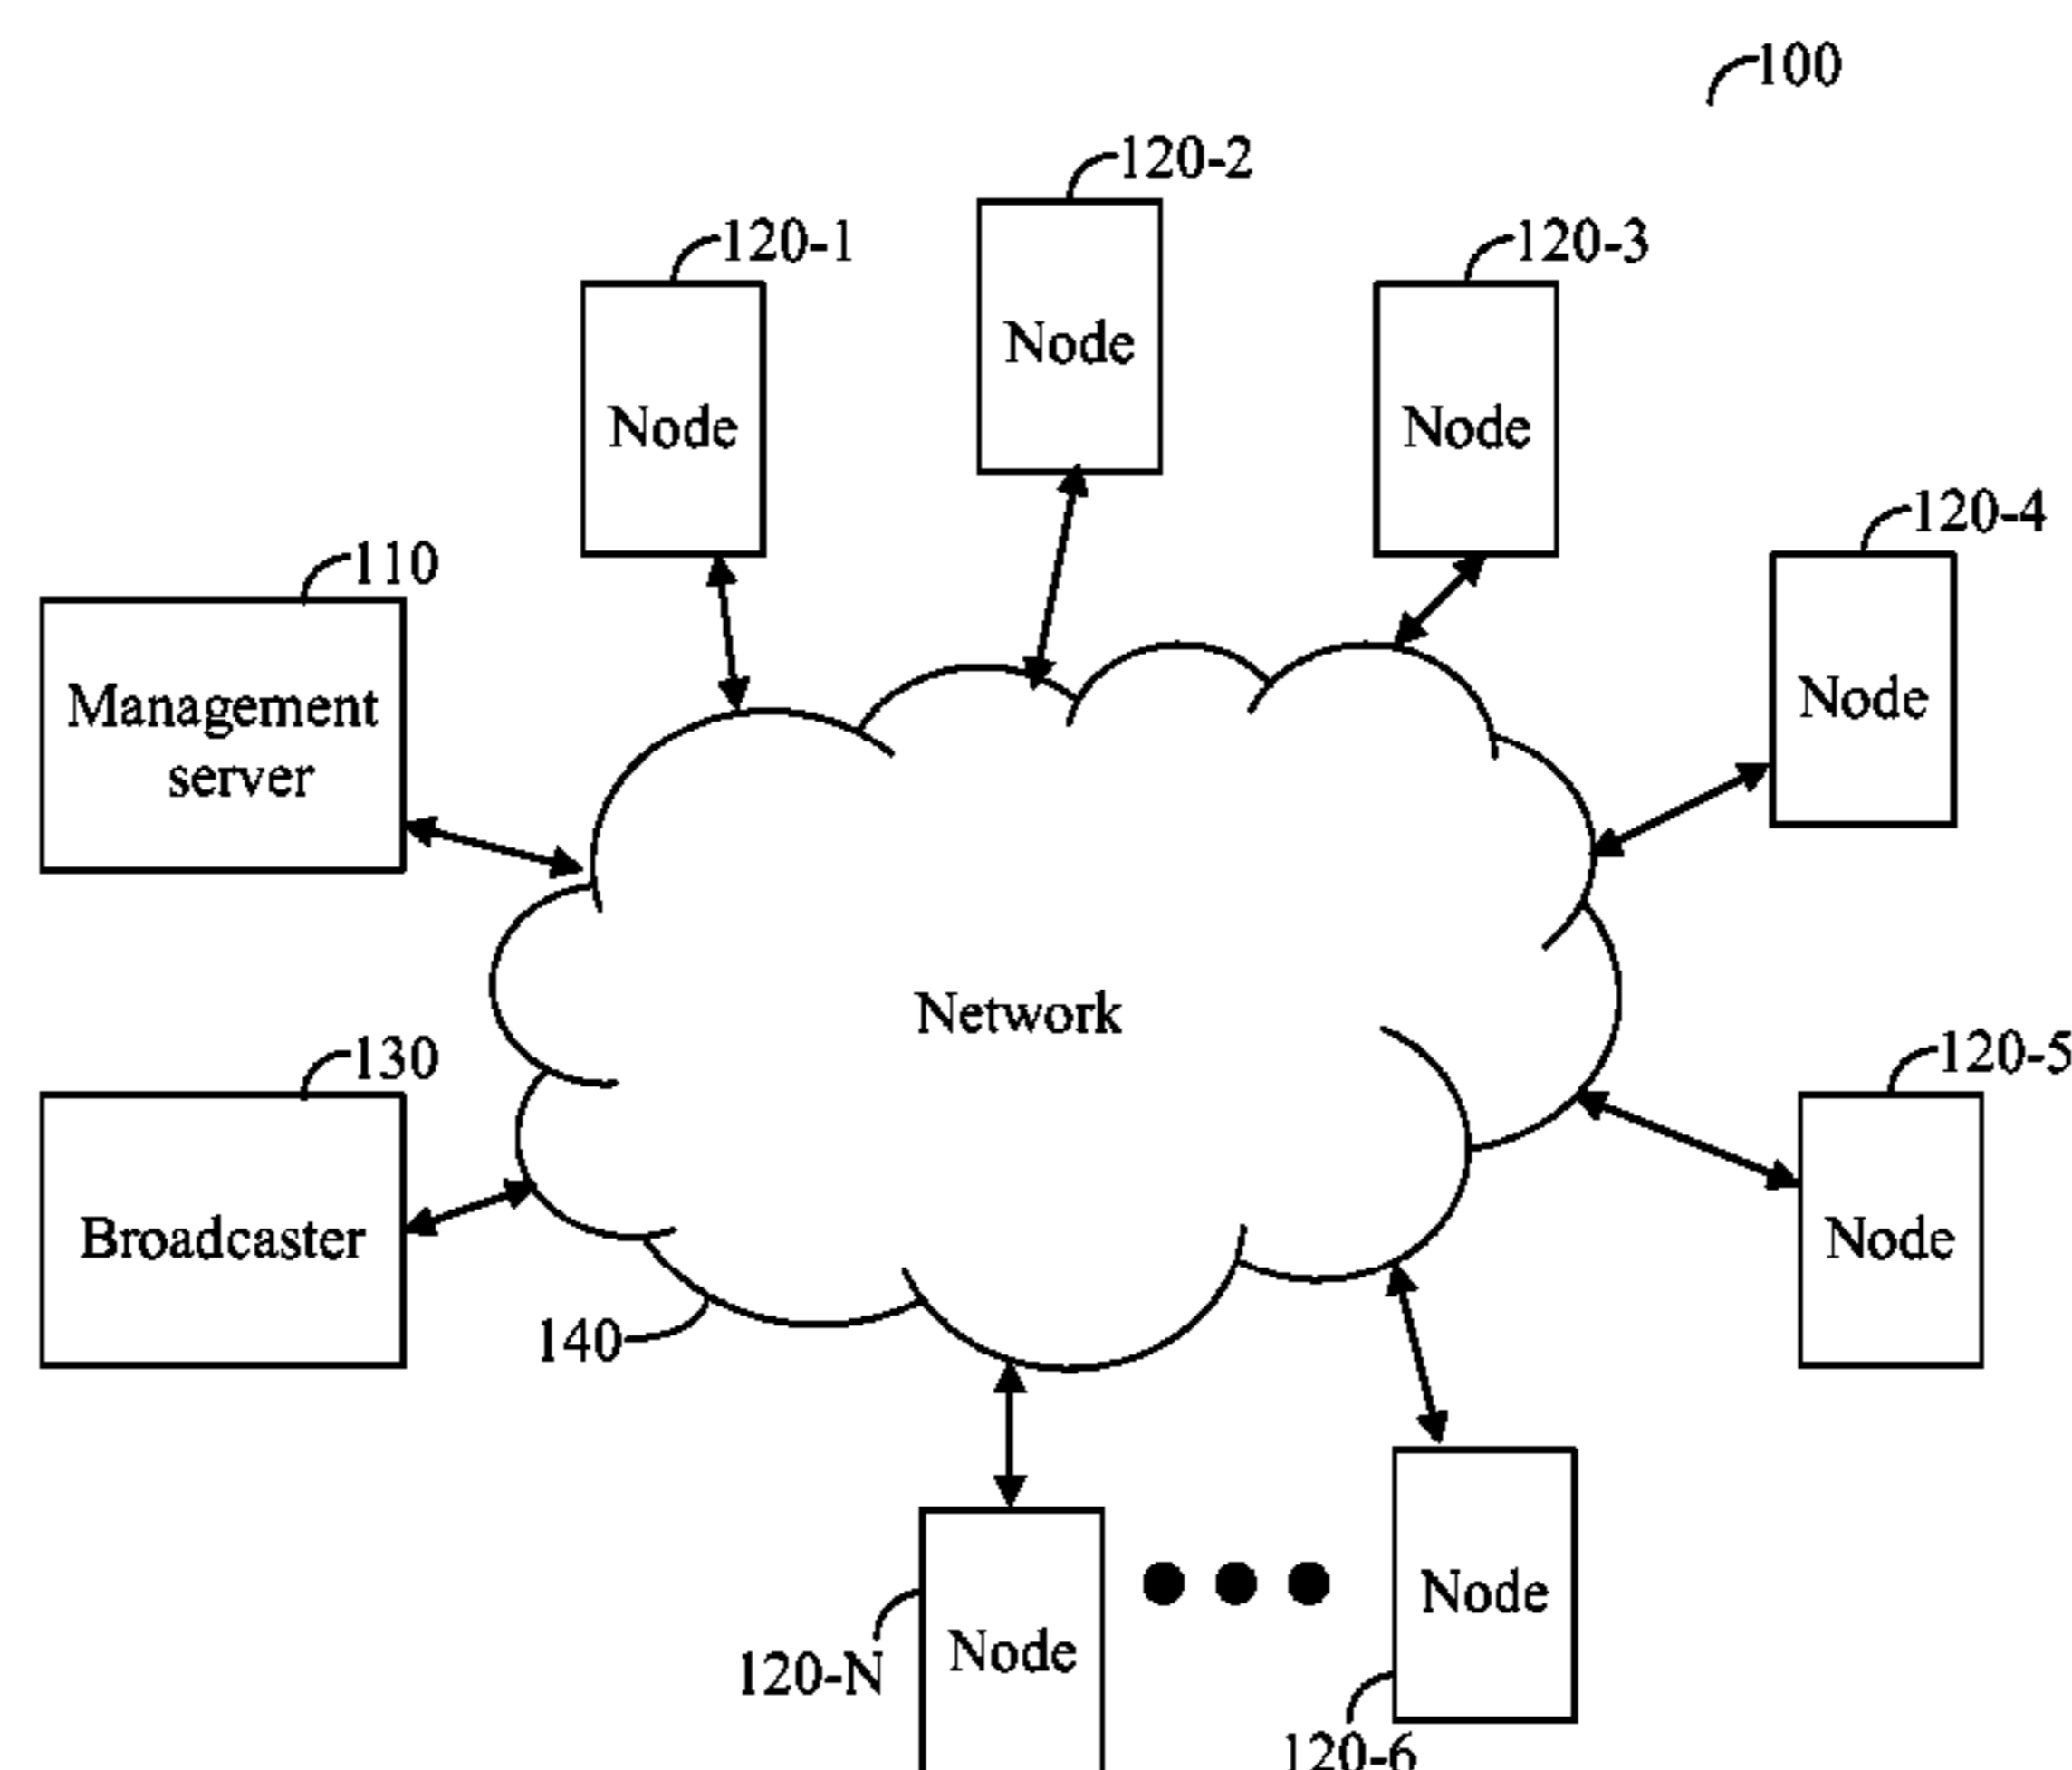 100
120-2
120-1
120-3
Node
Node
Node
120-4
110
Management
server
Node
Network
130
120-5
Broadcaster
Node
140
Node
120-N
Node
120-6